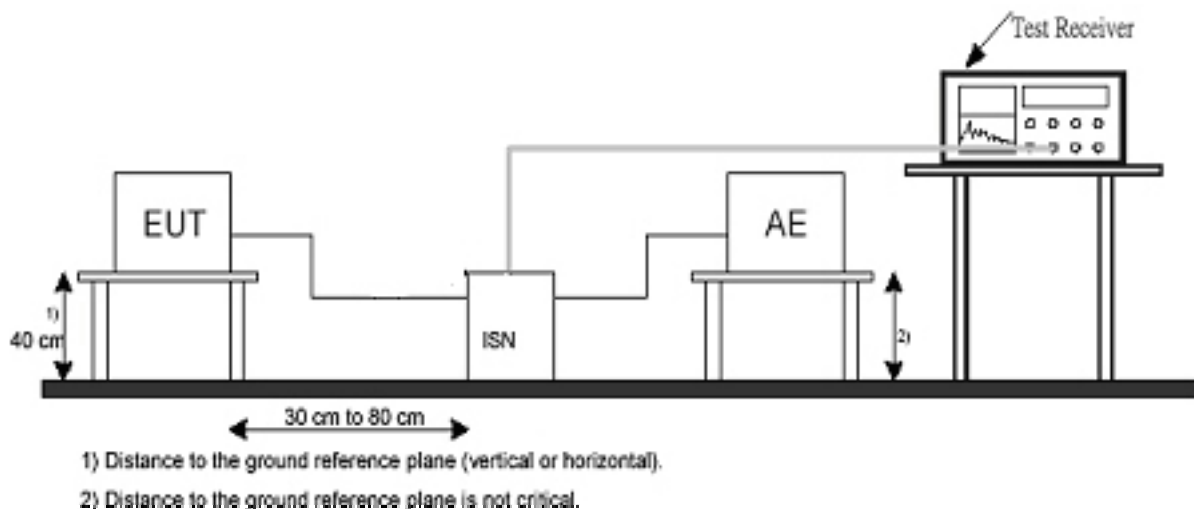 Test Receiver
EUT
AE
1)
40 cm
ISN
2)
30 cm to 80 cm
1) Distance to the ground reference plane (vertical or horizontal).
2) Distance to the ground reference plane is not critical.